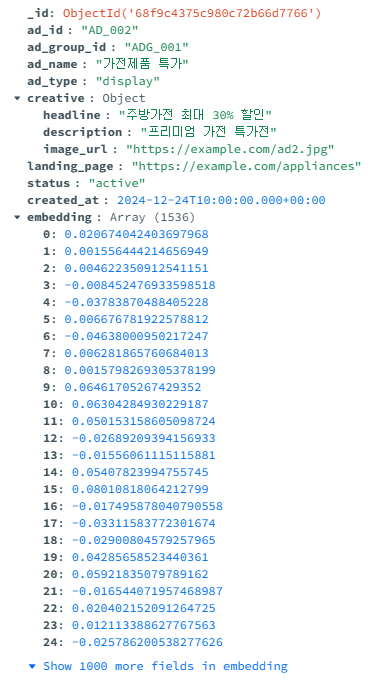 _id: ObjectId('68f9c4375c980c72b66d7766')
ad_id : "AD_002"
ad_group_id : "ADG_001"
ad_name : "가전제품 특가"
ad_type : "display"
creative : Object
headline : "주방가전 최대 30% 할인"
description : "프리미엄 가전 특가전"
image_url : "https://example.com/ad2.jpg"
landing_page : "https://example.com/appliances"
status : "active"
created_at : 2024-12-24T10:00:00.000+00:00
embedding : Array (1536)
0: 0.020674042403697968
1: 0.001556444214656949
2: 0.004622350912541151
3: -0.008452476933598518
4: -0.03783870488405228
5: 0.006676781922578812
6: -0.04638000950217247
7: 0.006281865760684013
8: 0.0015798269305378199
9: 0.06461705267429352
10: 0.06304284930229187
11: 0.050153158605098724
12: -0.02689209394156933
13: -0.01556061115115881
14: 0.05407823994755745
15: 0.08010818064212799
16: -0.017495878040790558
17: -0.03311583772301674
18: -0.02900804579257965
19: 0.04285658523440361
20: 0.05921835079789162
21: -0.016544071957468987
22: 0.020402152091264725
23: 0.012113388627767563
24: -0.025786200538277626
Show 1000 more fields in embedding